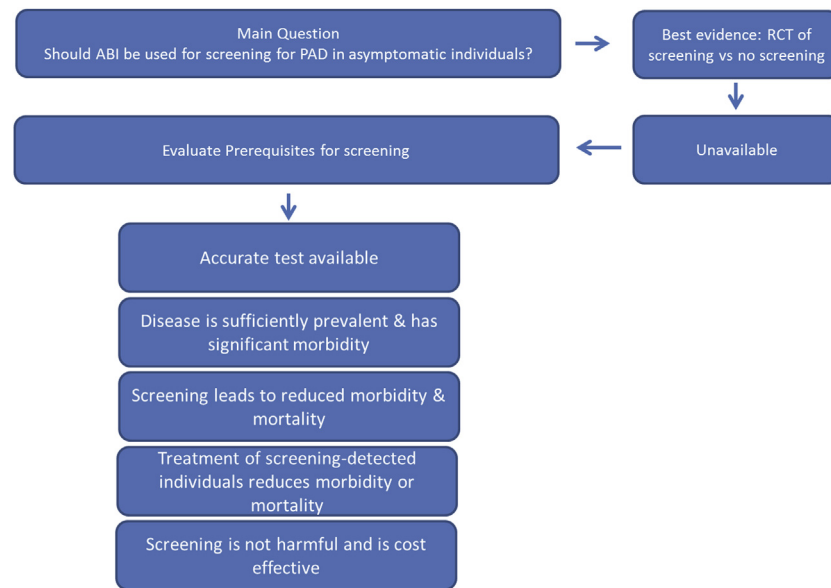 Main Question
Should ABI be used for screening for PAD in asymptomatic individuals?
Best evidence: RCT of
screening vs no screening
Unavailable
Evaluate Prerequisites for screening
Accurate test available
Disease is sufficiently prevalent & has
significant morbidity
Screening leads to reduced morbidity &
mortality
Treatment of screening-detected
individuals reduces morbidity or
mortality
Screening is not harmful and is cost
effective